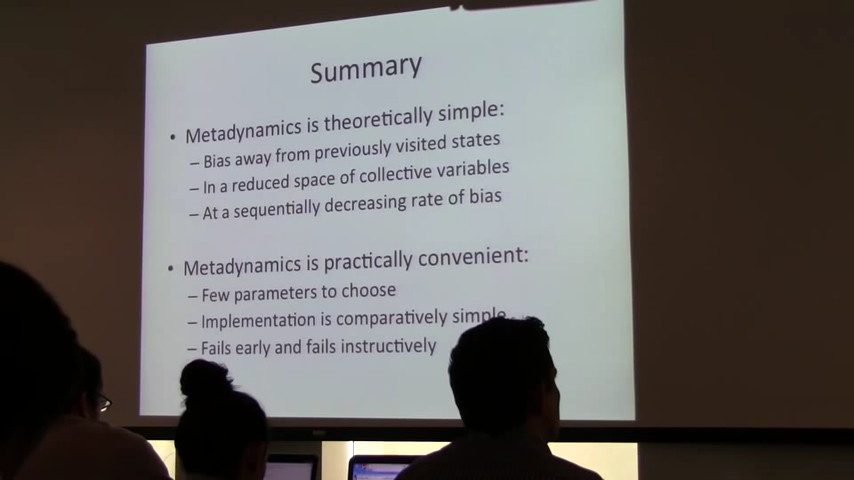 Summary
• Metadynamics is theoretically simple:
– Bias away from previously visited states
– In a reduced space of collective variables
– At a sequentially decreasing rate of bias
• Metadynamics is practically convenient:
– Few parameters to choose
– Implementation is comparatively simple
– Fails early and fails instructively